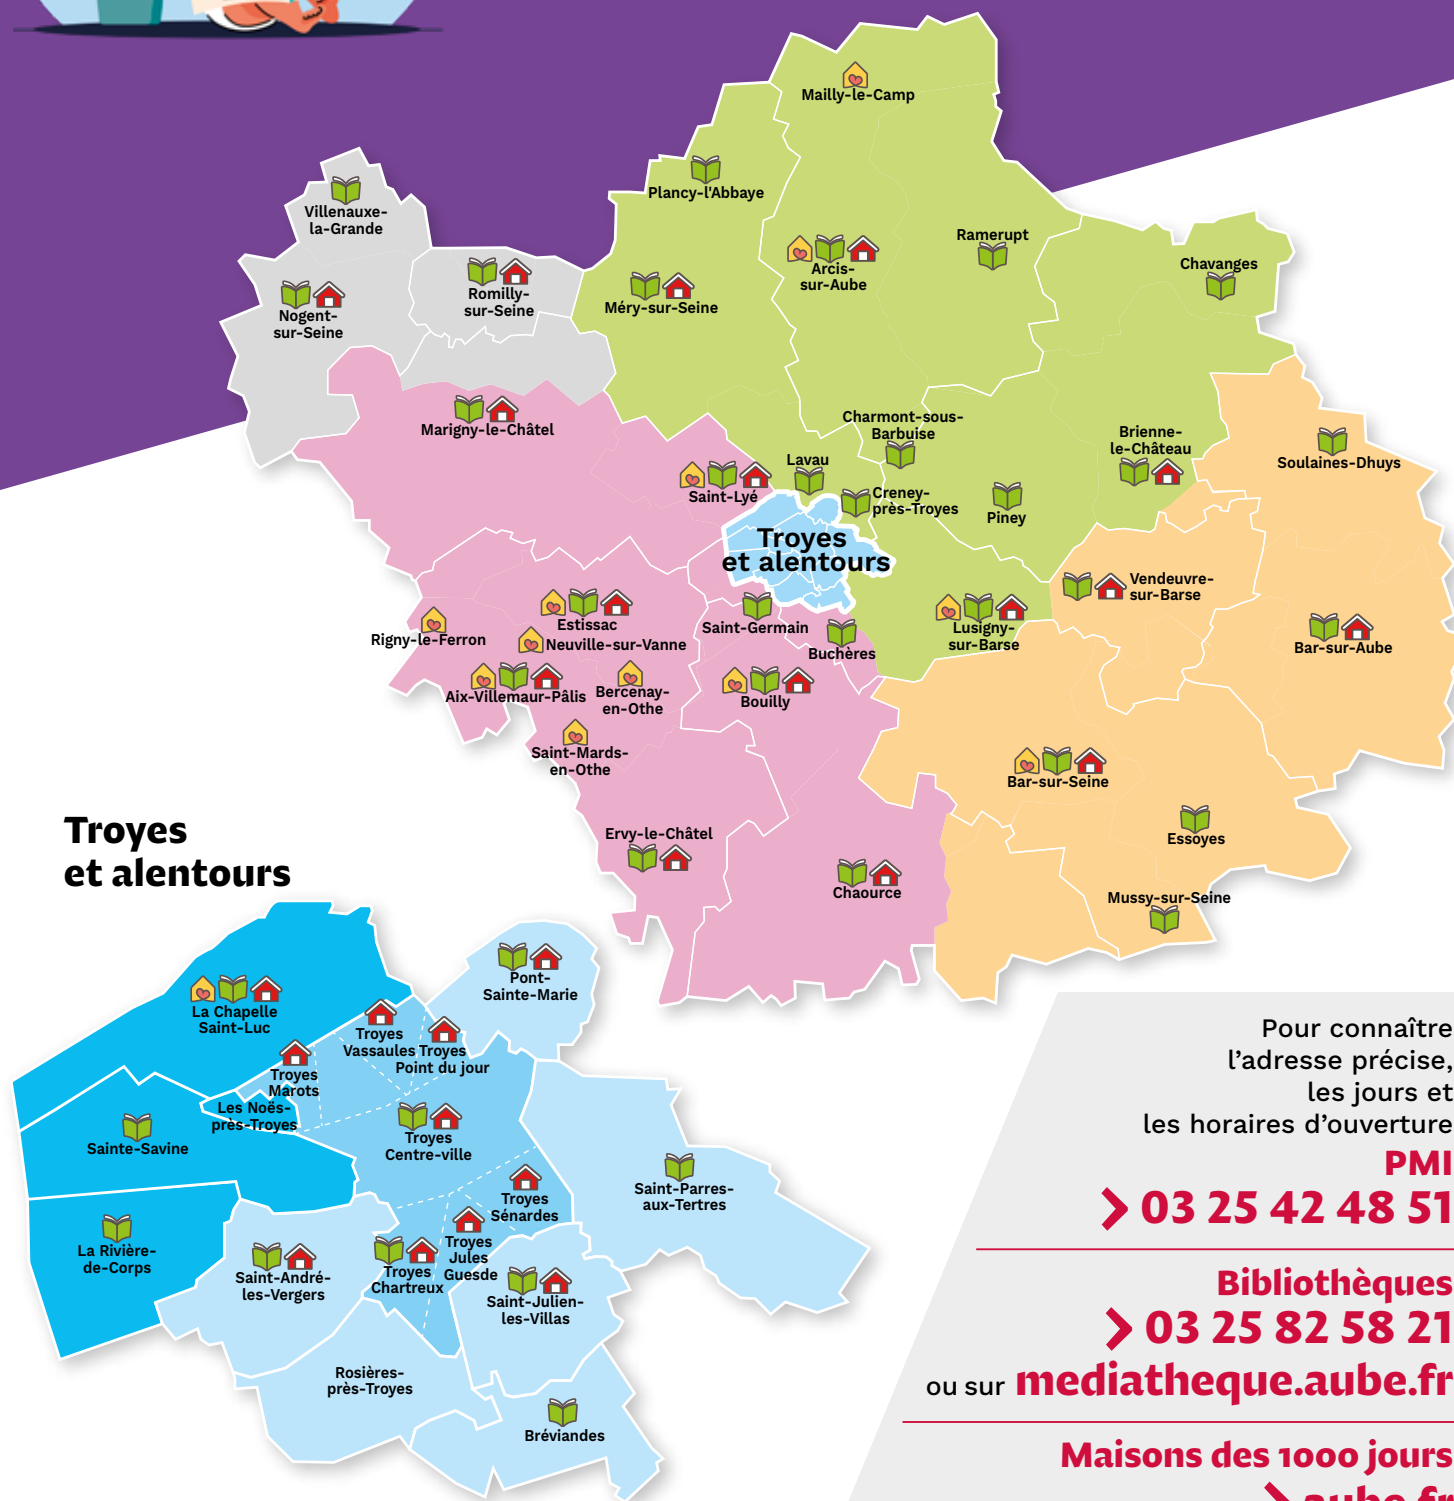 Mailly-le-Camp
Plancy-l'Abbaye
Villenauxe-
la-Grande
Ramerupt
Chavanges
Arcis-
sur-Aube
Romilly-
sur-Seine
Méry-sur-Seine
Nogent-
sur-Seine
Marigny-le-Châtel
Charmont-sous-
Barbuise
Brienne-
le-Château
Lavau
Soulaines-Dhuys
Saint-Lyé
Creney-
près-Troyes
Piney
Troyes
et alentours
Vendeuvre-
sur-Barse
Estissac
Saint-Germain
Lusigny-
sur-Barse
Rigny-le-Ferron
Neuville-sur-Vanne
Buchères
Bar-sur-Aube
Aix-Villemaur-Pâlis
Bercenay-
en-Othe
Bouilly
Saint-Mards-
en-Othe
Bar-sur-Seine
Ervy-le-Châtel
Essoyes
Chaource
Mussy-sur-Seine
Troyes
et alentours
Pont-
Sainte-Marie
La Chapelle
Saint-Luc
Troyes
Vassaules
Troyes
Point du jour
Troyes
Marots
Les Noës-
près-Troyes
Sainte-Savine
Troyes
Centre-ville
Saint-Parres-
aux-Tertres
Troyes
Sénardes
La Rivière-
de-Corps
Troyes
Jules
Guesde
Saint-André-
les-Vergers
Troyes
Chartreux
Saint-Julien-
les-Villas
Rosières-
près-Troyes
Bréviandes
Pour connaître
l'adresse précise,
les jours et
les horaires d'ouverture
PMI
03 25 42 48 51
Bibliothèques
03 25 82 58 21
ou sur mediatheque.aube.fr
Maisons des 1000 jours
aube.fr